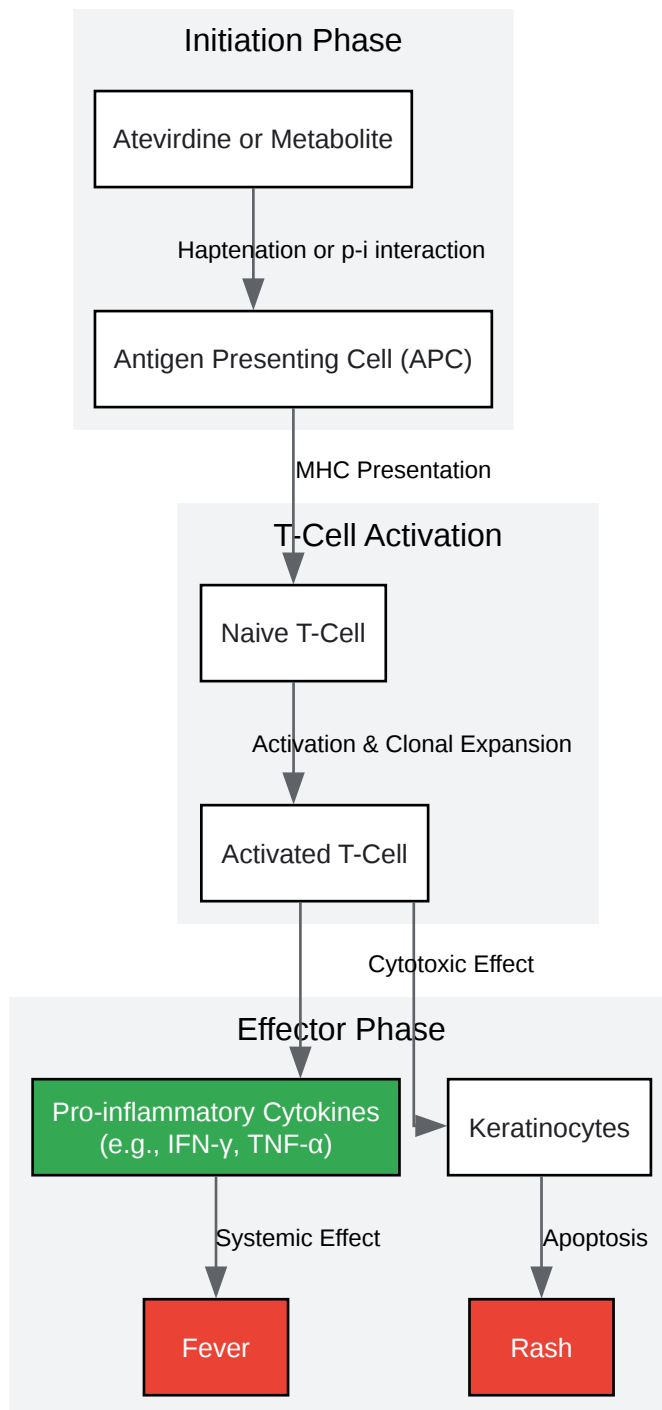 Initiation Phase
Atevirdine or Metabolite
Haptenation or p-i interaction
Antigen Presenting Cell (APC)
MHC Presentation
T-Cell Activation
Naive T-Cell
Activation & Clonal Expansion
Activated T-Cell
Cytotoxic Effect
Effector Phase
Pro-inflammatory Cytokines
(e.g., IFN-γ, TNF-α)
Keratinocytes
Systemic Effect
Apoptosis
Fever
Rash